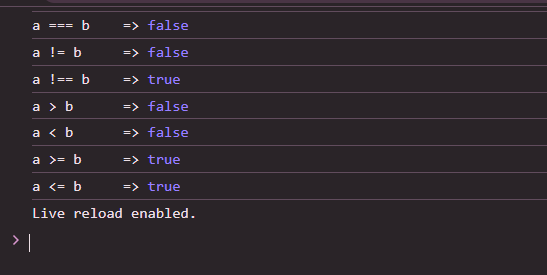 a === b    => false
a != b     => false
a !== b    => true
a > b      => false
a < b      => false
a >= b     => true
a <= b     => true
Live reload enabled.
>